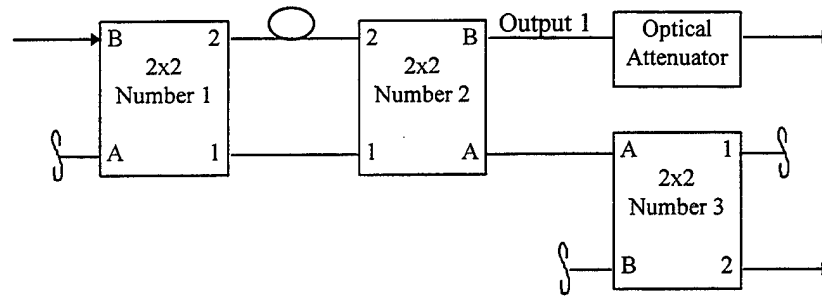 B 2 2 B Output 1 Optical
Attenuator
2x2
Number 1
2x2
Number 2
A 1 1 A A 1
2x2
Number 3
B 2